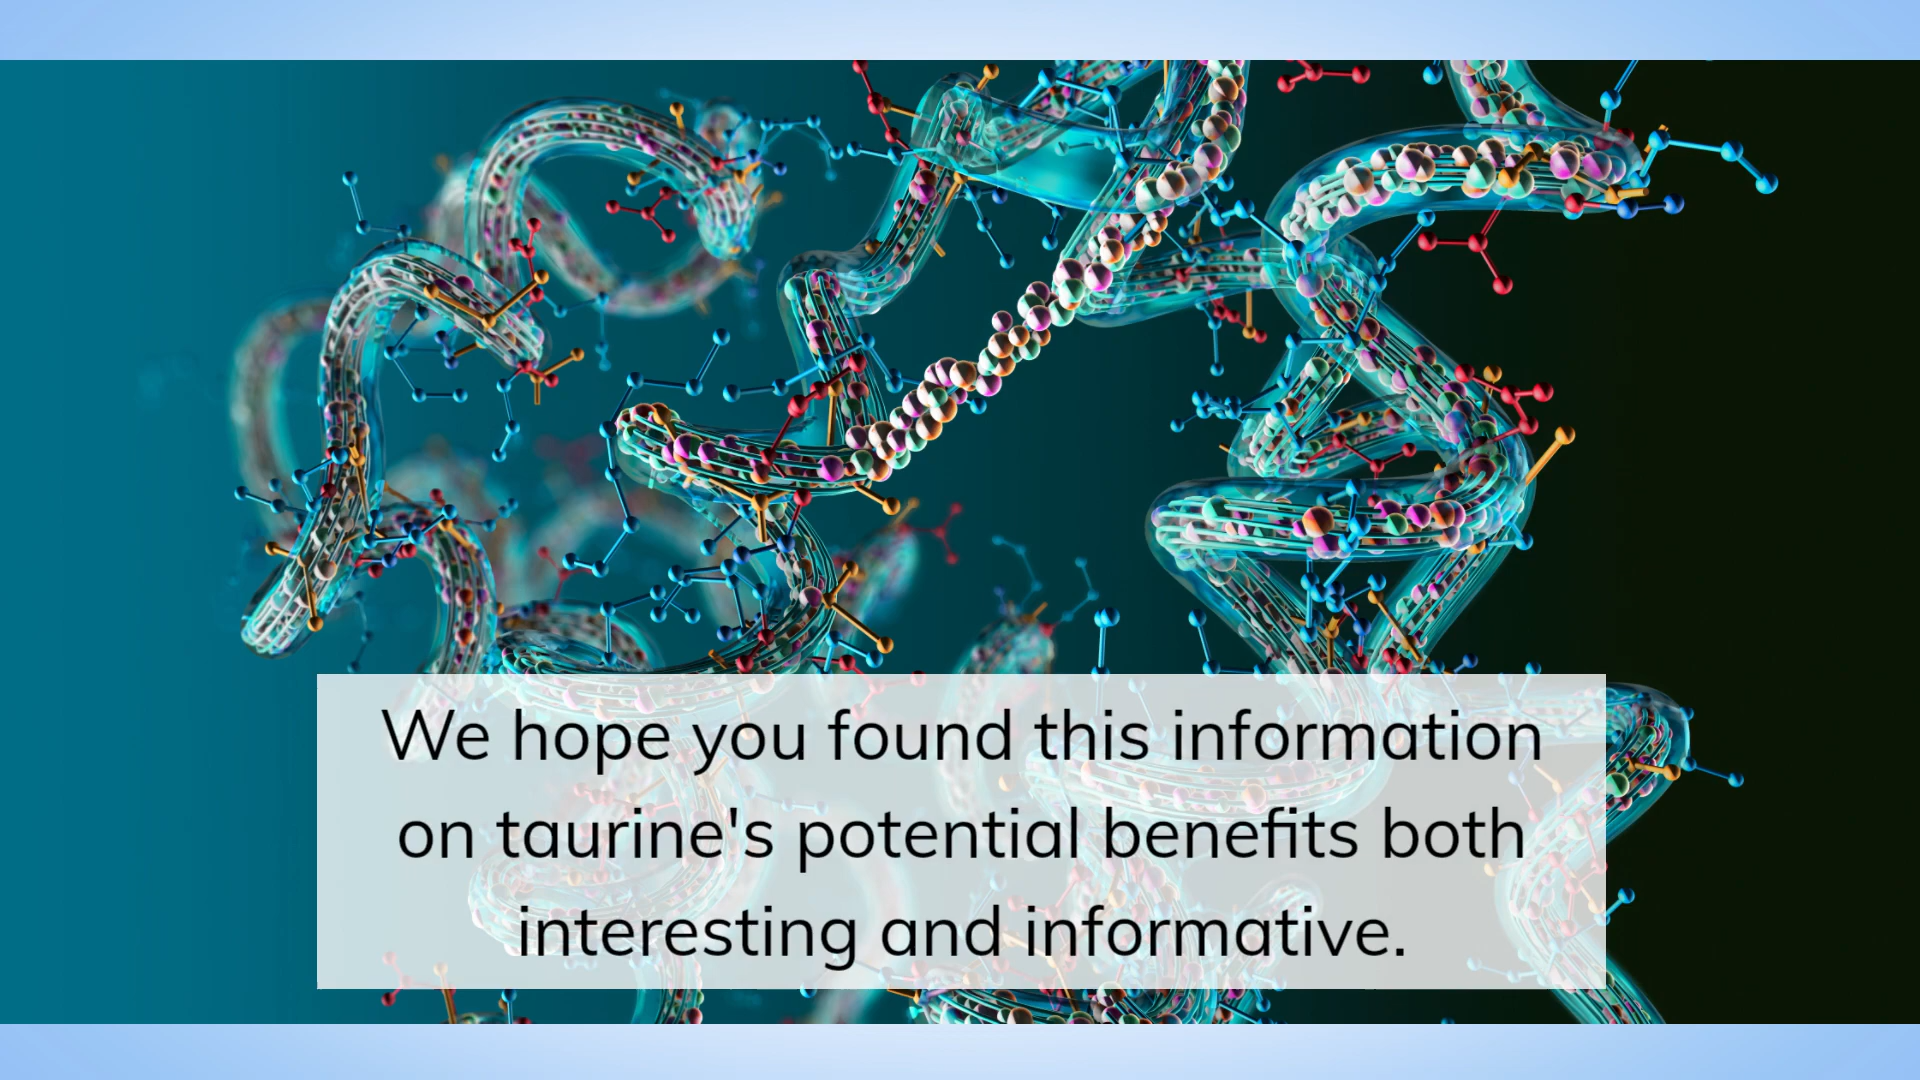 We hope you found this information
on taurine's potential benefits both
interesting and informative.